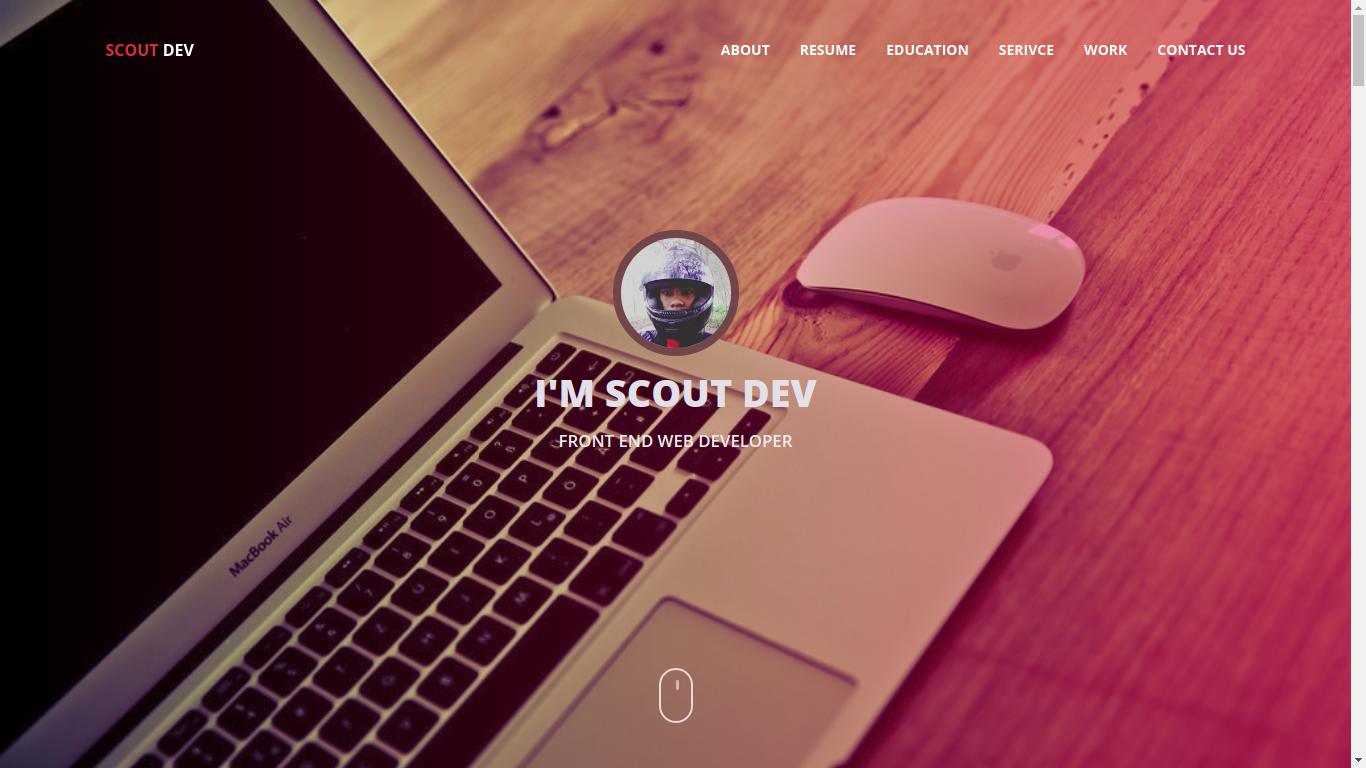 SCOUT DEV
ABOUT RESUME EDUCATION SERIVCE WORK CONTACT US
I'M SCOUT DEV
FRONT END WEB DEVELOPER
MacBook Air